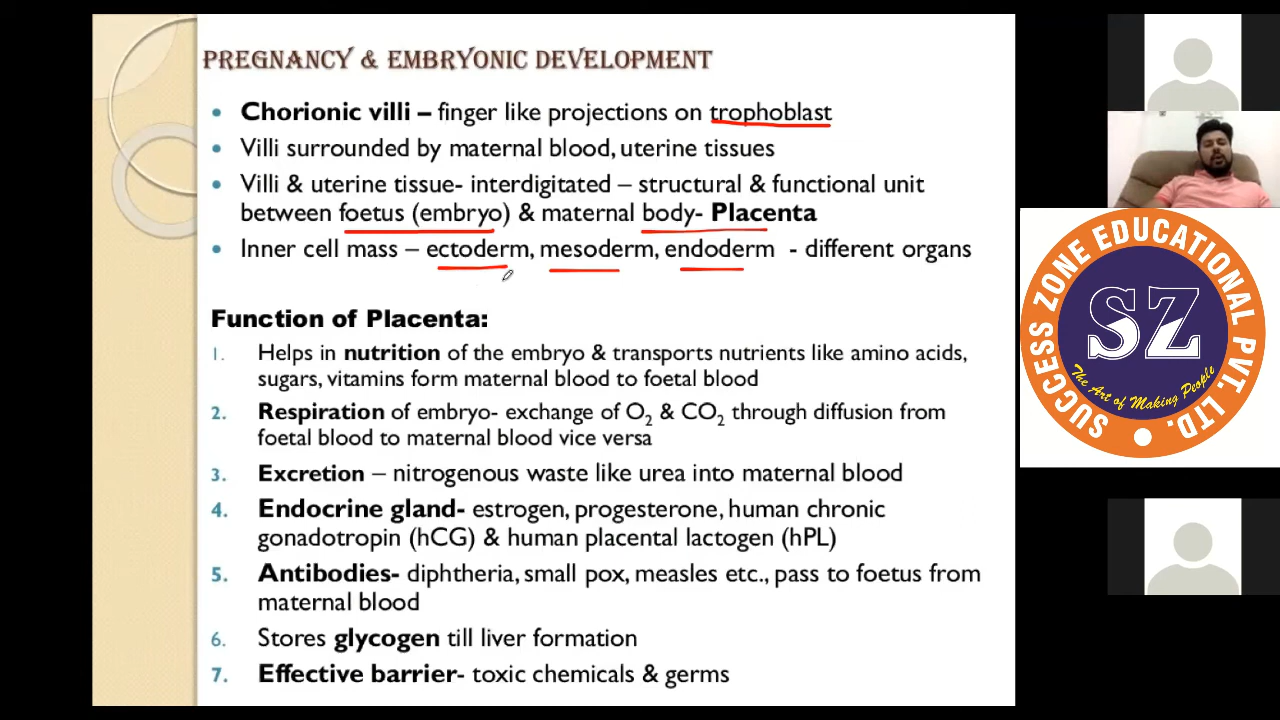 PREGNANCY & EMBRYONIC DEVELOPMENT
• Chorionic villi – finger like projections on trophoblast
• Villi surrounded by maternal blood, uterine tissues
• Villi & uterine tissue- interdigitated – structural & functional unit
between foetus (embryo) & maternal body- Placenta
• Inner cell mass – ectoderm, mesoderm, endoderm - different organs
Function of Placenta:
1. Helps in nutrition of the embryo & transports nutrients like amino acids,
sugars, vitamins form maternal blood to foetal blood
2. Respiration of embryo- exchange of O2 & CO2 through diffusion from
foetal blood to maternal blood vice versa
3. Excretion – nitrogenous waste like urea into maternal blood
4. Endocrine gland- estrogen, progesterone, human chronic
gonadotropin (hCG) & human placental lactogen (hPL)
5. Antibodies- diphtheria, small pox, measles etc., pass to foetus from
maternal blood
6. Stores glycogen till liver formation
7. Effective barrier- toxic chemicals & germs
SUCCESS ZONE EDUCATIONAL PVT. LTD.
SZ
The Art of Making People